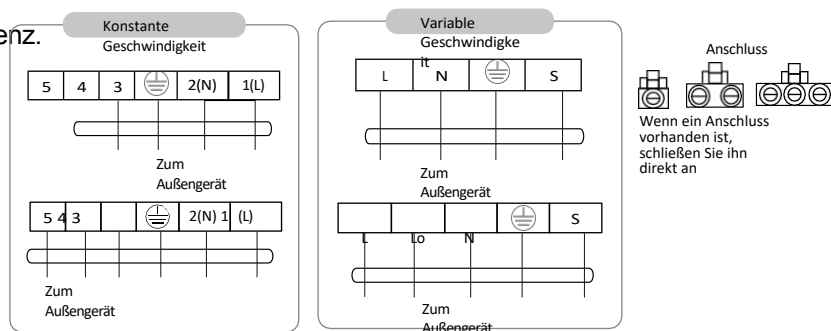 enz.
Konstante
Geschwindigkeit
5 4 3 2(N) 1(L)
Zum
Außengerät
5 4 3 2(N) 1 (L)
Zum
Außengerät
Variable
Geschwindigke
it
L N S
Zum
Außengerät
S
L Lo N
Zum
Außengerät
Anschluss
Wenn ein Anschluss
vorhanden ist,
schließen Sie ihn
direkt an